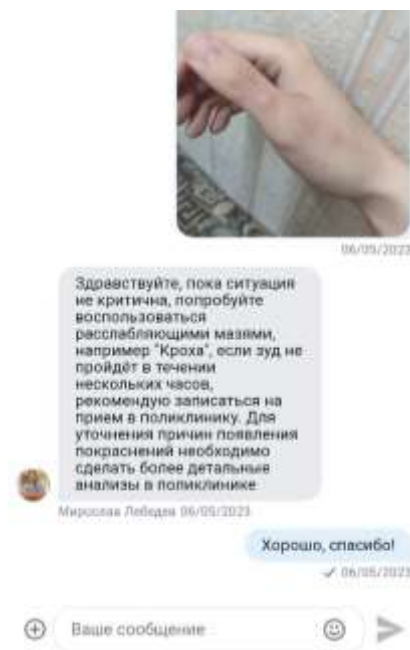 06/05/2023
Здравствуйте, пока ситуация
не критична, попробуйте
воспользоваться
расслабляющими мазями,
например "Кроха", если зуд не
пройдёт в течении
нескольких часов,
рекомендую записаться на
прием в поликлинику. Для
уточнения причин появления
покраснений необходимо
сделать более детальные
анализы в поликлинике
Мирослав Лебедев 06/05/2023
Хорошо, спасибо!
06/05/2023
Ваше сообщение